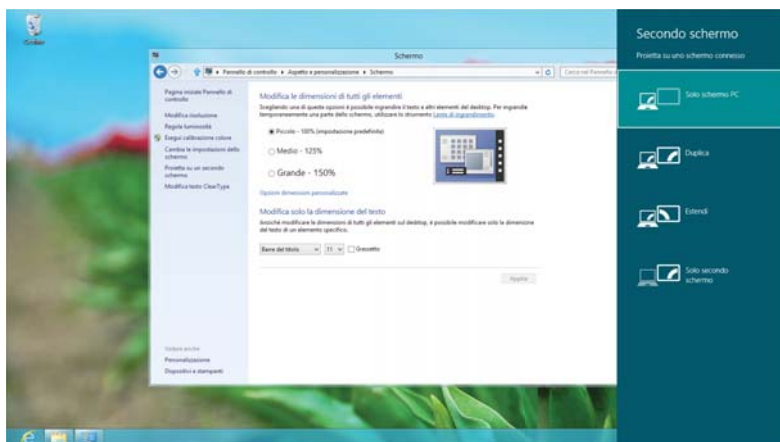 Cestino
Schermo
Pannello di controllo
Aspetto e personalizzazione
Schermo
Cerca nel Pannello d
Pagina iniziale Pannello di
controllo
Modifica risoluzione
Regola luminosità
Esegui calibrazione colore
Cambia le impostazioni dello
schermo
Proietta su un secondo
schermo
Modifica testo ClearType
Vedere anche
Personalizzazione
Dispositivi e stampanti
Modifica le dimensioni di tutti gli elementi
Scegliendo una di queste opzioni è possibile ingrandire il testo e altri elementi del desktop. Per ingrandire
temporaneamente una parte dello schermo, utilizzare lo strumento Lente di ingrandimento.
Piccolo - 100% (impostazione predefinita)
Medio - 125%
Grande - 150%
Opzioni dimensioni personalizzate
Modifica solo la dimensione del testo
Anziché modificare le dimensioni di tutti gli elementi sul desktop, è possibile modificare solo la dimensione
del testo di un elemento specifico.
Barre del titolo 11 Grassetto
Applica
Secondo schermo
Proietta su uno schermo connesso
Solo schermo PC
Duplica
Estendi
Solo secondo
schermo